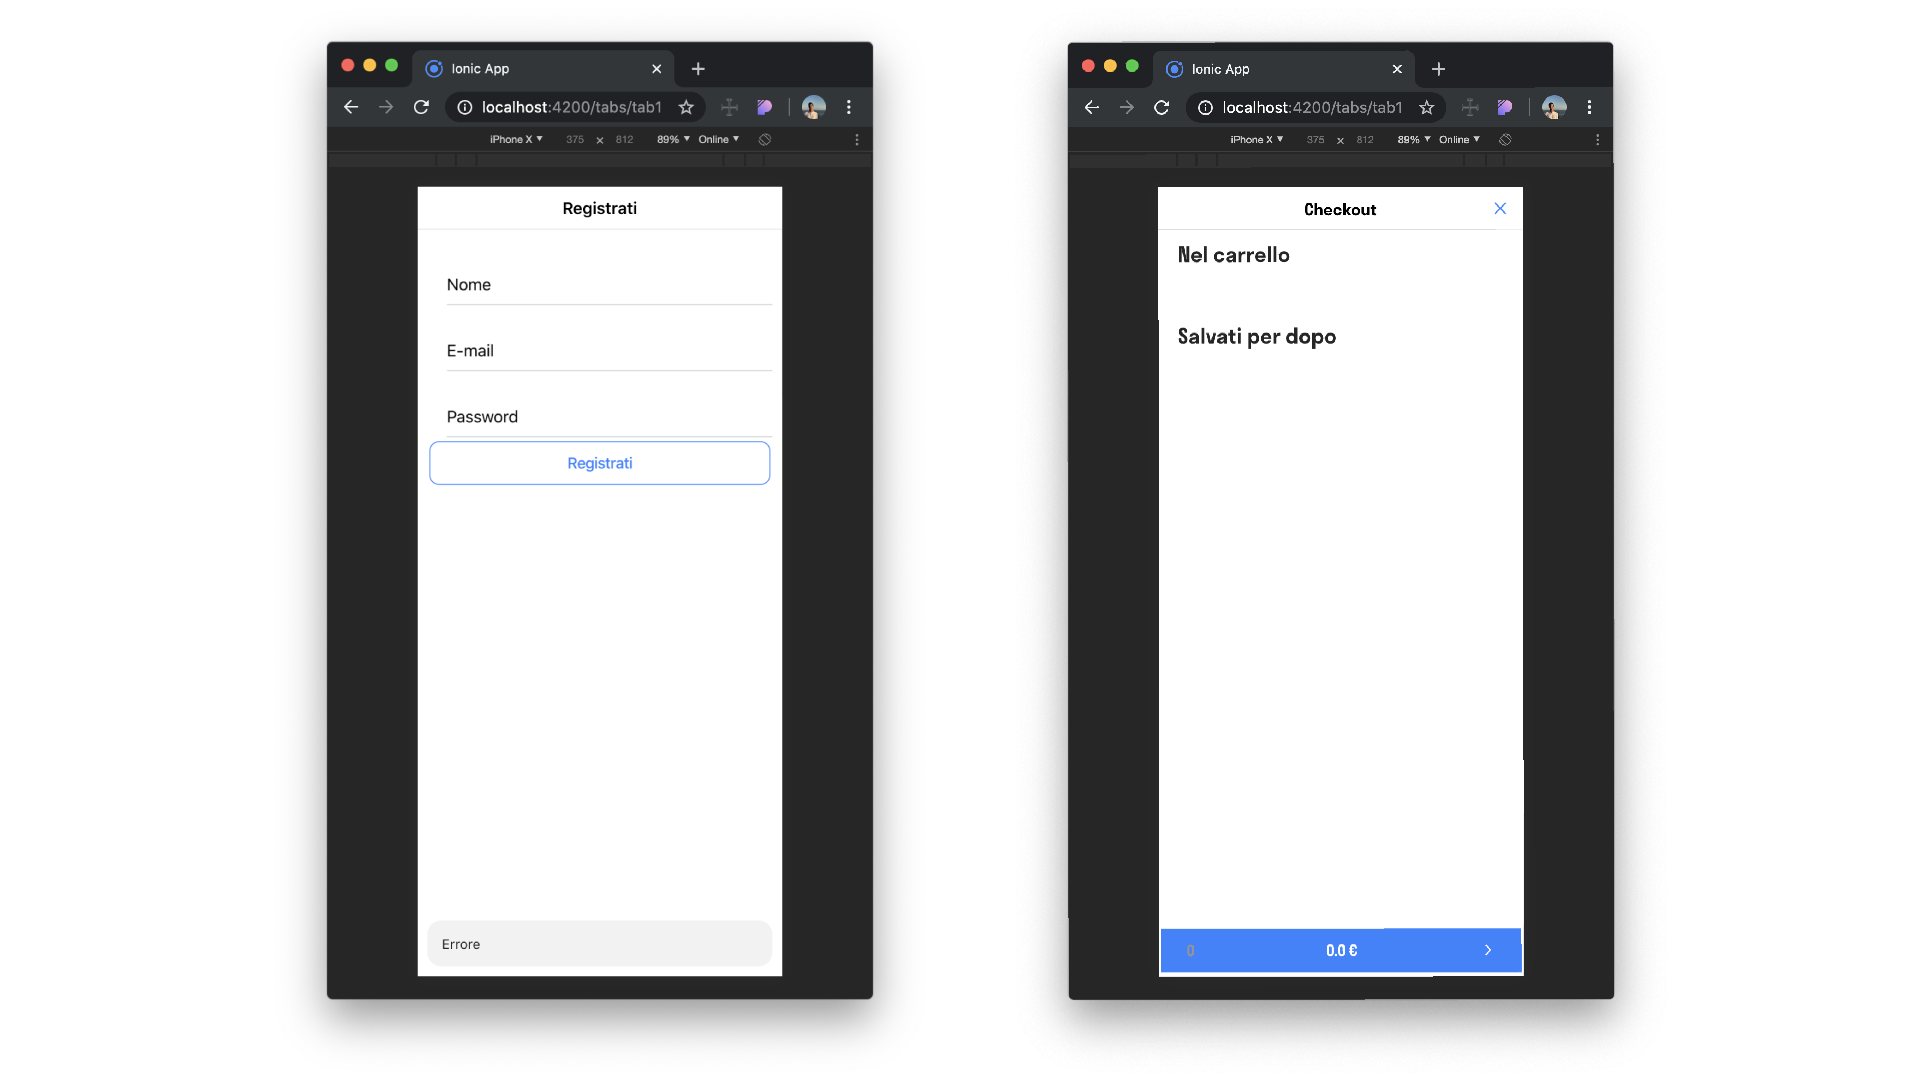 Ionic App
localhost:4200/tabs/tab1
iPhone X 375 x 812 89% Online
Registrati
Nome
E-mail
Password
Registrati
Errore
Ionic App
localhost:4200/tabs/tab1
iPhone X 375 x 812 89% Online
Checkout
Nel carrello
Salvati per dopo
0 0.0 €